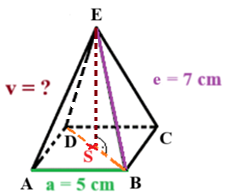 E
v = ?
e = 7 cm
D
C
S
A
a = 5 cm
B